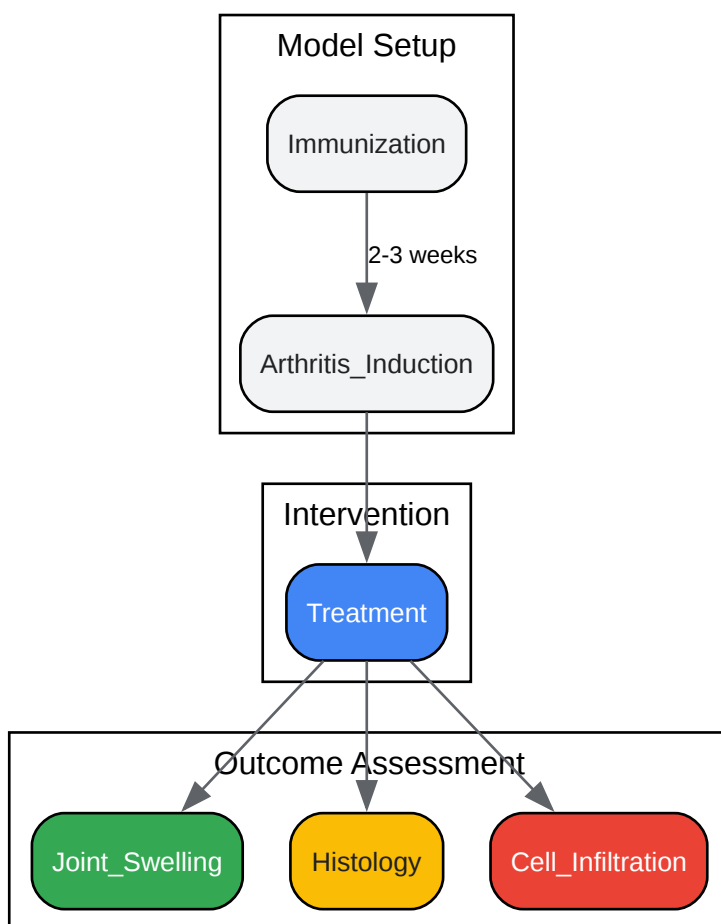 Model Setup
Immunization
2-3 weeks
Arthritis_Induction
Intervention
Treatment
Outcome Assessment
Joint_Swelling
Histology
Cell_Infiltration